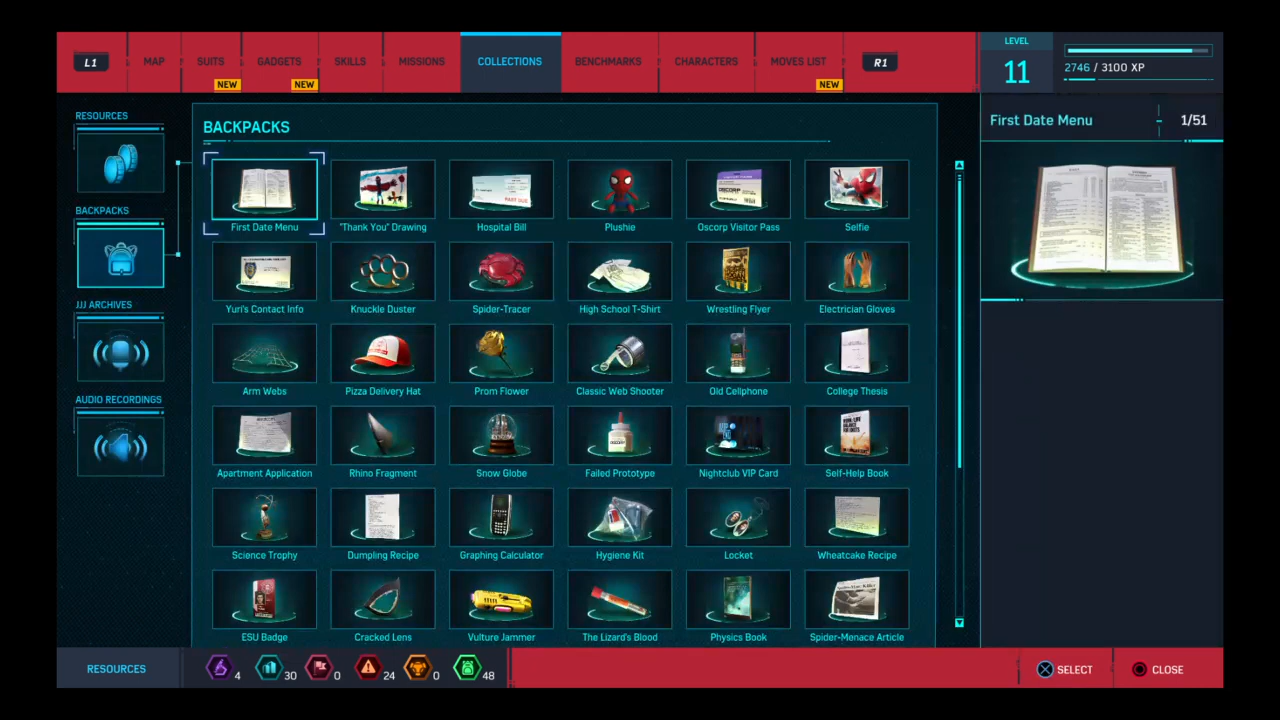 L1
MAP
SUITS
NEW
GADGETS
NEW
SKILLS
MISSIONS
COLLECTIONS
BENCHMARKS
CHARACTERS
MOVES LIST
NEW
R1
LEVEL
11
2746 / 3100 XP
RESOURCES
BACKPACKS
JJJ ARCHIVES
AUDIO RECORDINGS
BACKPACKS
First Date Menu
"Thank You" Drawing
Hospital Bill
Plushie
Oscorp Visitor Pass
Selfie
Yuri's Contact Info
Knuckle Duster
Spider-Tracer
High School T-Shirt
Wrestling Flyer
Electrician Gloves
Arm Webs
Pizza Delivery Hat
Prom Flower
Classic Web Shooter
Old Cellphone
College Thesis
Apartment Application
Rhino Fragment
Snow Globe
Failed Prototype
Nightclub VIP Card
Self-Help Book
Science Trophy
Dumpling Recipe
Graphing Calculator
Hygiene Kit
Locket
Wheatcake Recipe
ESU Badge
Cracked Lens
Vulture Jammer
The Lizard's Blood
Physics Book
Spider-Menace Article
First Date Menu
1/51
RESOURCES
4
30
0
24
0
48
SELECT
CLOSE